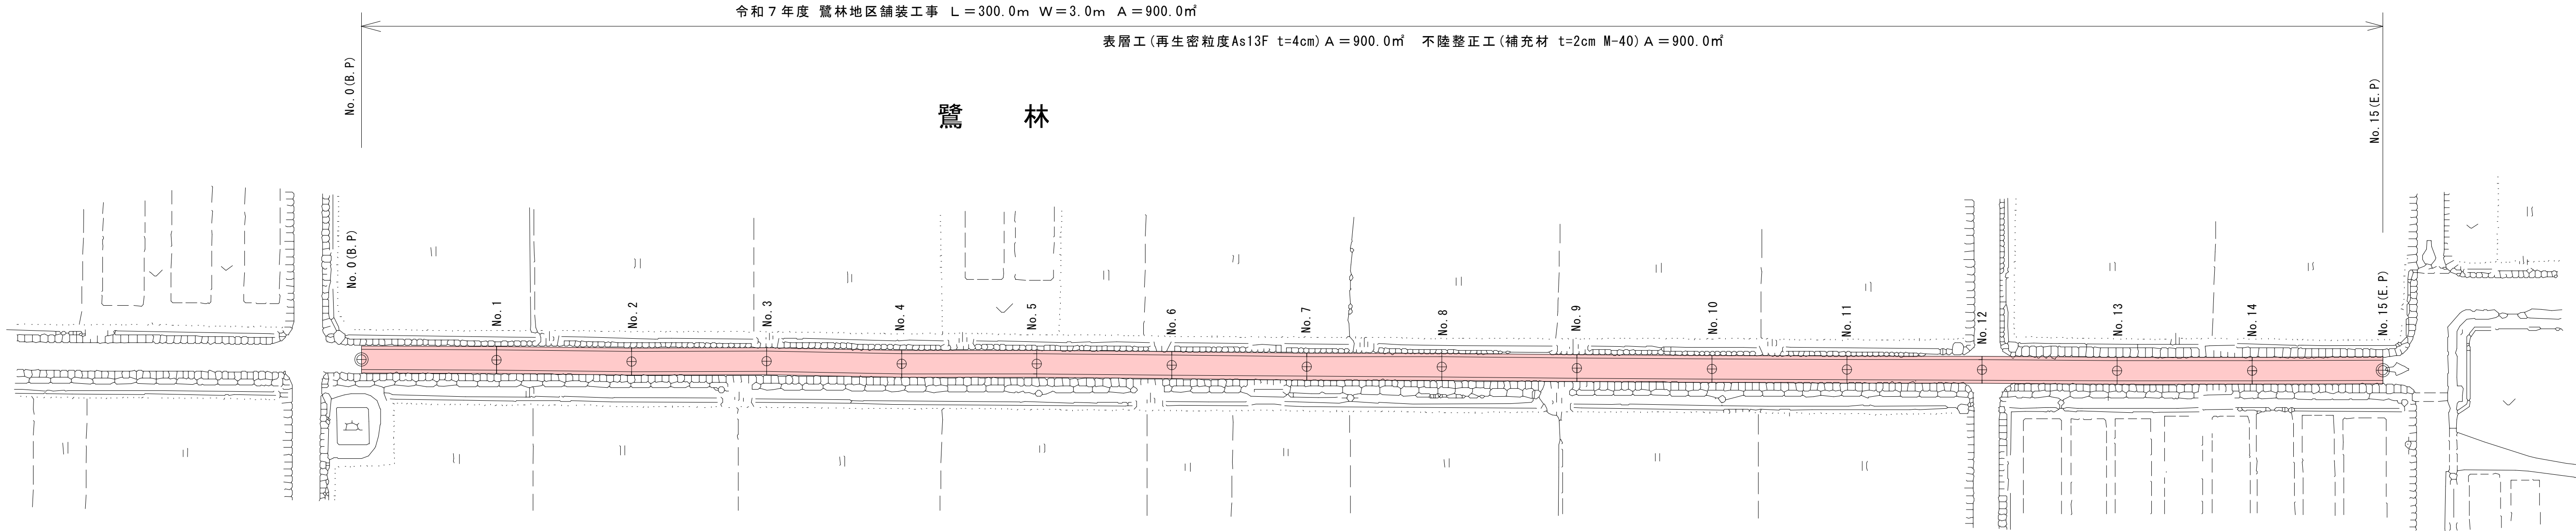 令和７年度 鷺林地区舗装工事 Ｌ＝300.0ｍ Ｗ＝3.0ｍ Ａ＝900.0㎡
表層工(再生密粒度As13F t=4cm)Ａ＝900.0㎡ 不陸整正工(補充材 t=2cm M-40)Ａ＝900.0㎡
No.0(B.P)
No.15(E.P)
鷺 林
No.0(B.P)
No.1
No.2
No.3
No.4
No.5
No.6
No.7
No.8
No.9
No.10
No.11
No.12
No.13
No.14
No.15(E.P)